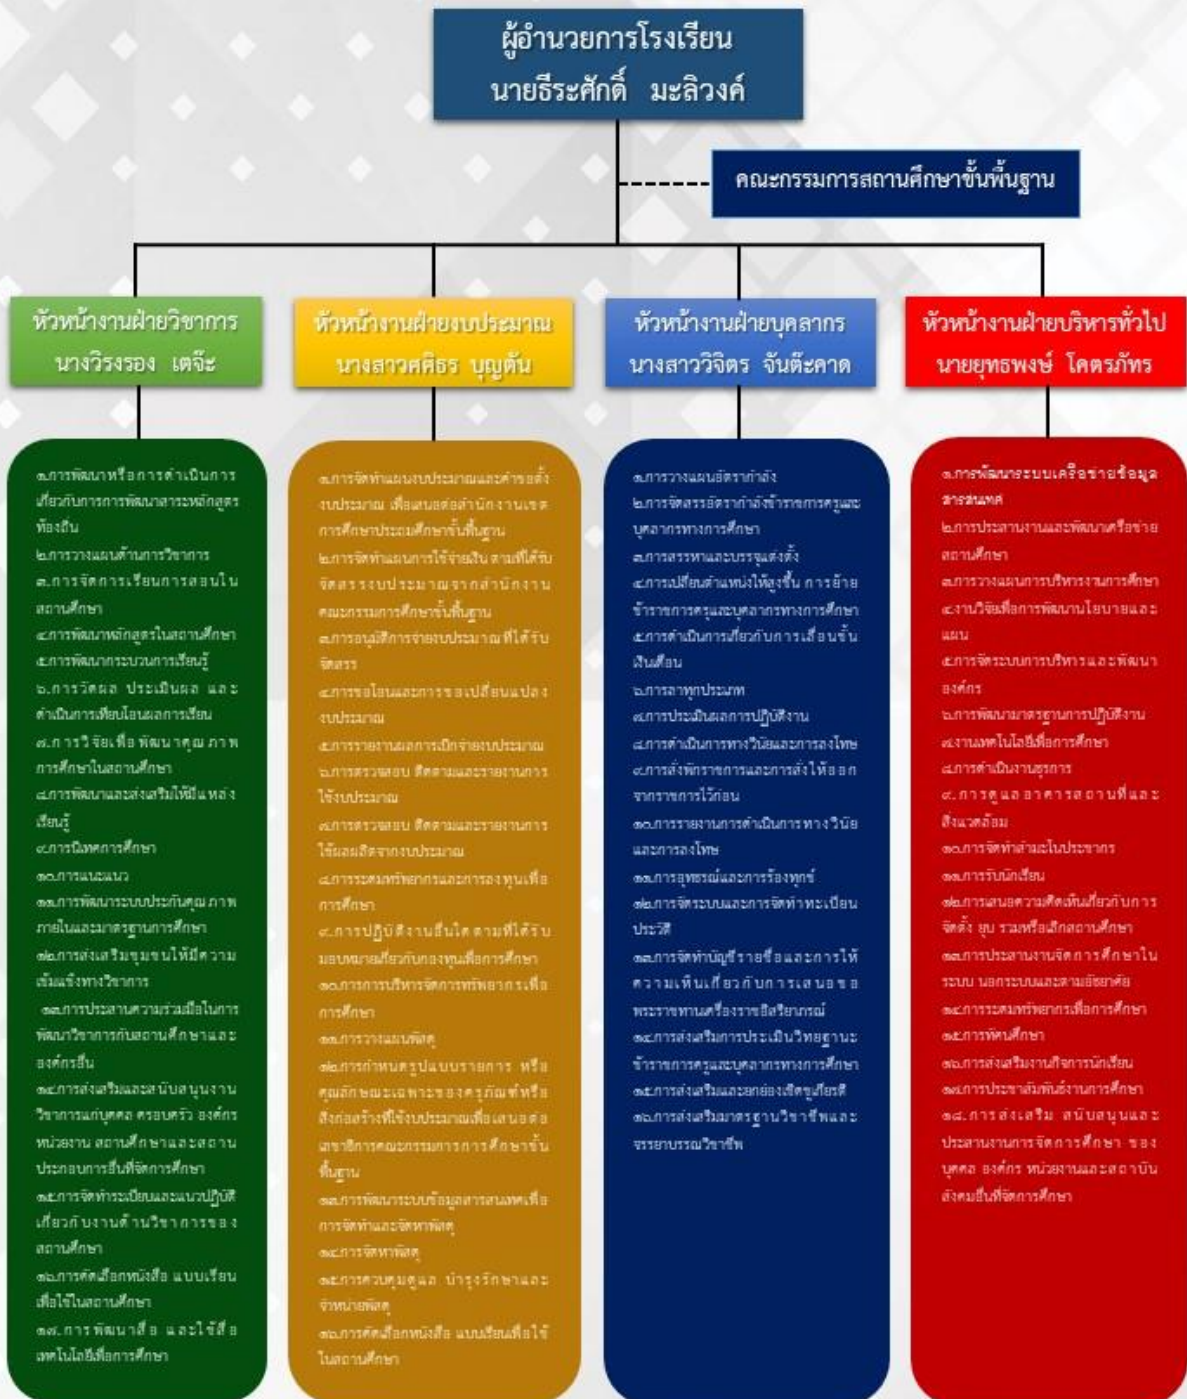 ผู้อำนวยการโรงเรียน
นายธีระศักดิ์ มะลิวงค์
คณะกรรมการสถานศึกษาขั้นพื้นฐาน
หัวหน้างานฝ่ายวิชาการ
นางวิรงรอง เตจ๊ะ
๑.การพัฒนาหรือการดำเนินการ
เกี่ยวกับการการพัฒนาสาระหลักสูตร
ท้องถิ่น
๒.การวางแผนด้านการวิชาการ
๓.การจัดการเรียนการสอนใน
สถานศึกษา
๔.การพัฒนาหลักสูตรในสถานศึกษา
๕.การพัฒนากระบวนการเรียนรู้
๖.การวัดผล ประเมินผล และ
ดำเนินการเทียบโอนผลการเรียน
๗.การวิจัยเพื่อพัฒนาคุณภาพ
การศึกษาในสถานศึกษา
๘.การพัฒนาและส่งเสริมให้มีแหล่ง
เรียนรู้
๙.การนิเทศการศึกษา
๑๐.การแนะแนว
๑๑.การพัฒนาระบบประกันคุณภาพ
ภายในและมาตรฐานการศึกษา
๑๒.การส่งเสริมชุมชนให้มีความ
เข้มแข็งทางวิชาการ
๑๓.การประสานความร่วมมือในการ
พัฒนาวิชาการกับสถานศึกษาและ
องค์กรอื่น
๑๔.การส่งเสริมและสนับสนุนงาน
วิชาการแก่บุคคล ครอบครัว องค์กร
หน่วยงาน สถานศึกษาและสถาน
ประกอบการอื่นที่จัดการศึกษา
๑๕.การจัดทำระเบียบและแนวปฏิบัติ
เกี่ยวกับงานด้านวิชาการของ
สถานศึกษา
๑๖.การคัดเลือกหนังสือ แบบเรียน
เพื่อใช้ในสถานศึกษา
๑๗.การพัฒนาสื่อ และใช้สื่อ
เทคโนโลยีเพื่อการศึกษา
หัวหน้างานฝ่ายงบประมาณ
นางสาวศศิธร บุญตัน
๑.การจัดทำแผนงบประมาณและคำขอตั้ง
งบประมาณ เพื่อเสนอต่อสำนักงานเขต
การศึกษาประถมศึกษาขั้นพื้นฐาน
๒.การจัดทำแผนการใช้จ่ายเงิน ตามที่ได้รับ
จัดสรรงบประมาณจากสำนักงาน
คณะกรรมการศึกษาขั้นพื้นฐาน
๓.การอนุมัติการจ่ายงบประมาณที่ได้รับ
จัดสรร
๔.การขอโอนและการขอเปลี่ยนแปลง
งบประมาณ
๕.การรายงานผลการเบิกจ่ายงบประมาณ
๖.การตรวจสอบ ติดตามและรายงานการ
ใช้งบประมาณ
๗.การตรวจสอบ ติดตามและรายงานการ
ใช้ผลผลิตจากงบประมาณ
๘.การระดมทรัพยากรและการลงทุนเพื่อ
การศึกษา
๙.การปฏิบัติงานอื่นใดตามที่ได้รับ
มอบหมายเกี่ยวกับกองทุนเพื่อการศึกษา
๑๐.การการบริหารจัดการทรัพยากรเพื่อ
การศึกษา
๑๑.การวางแผนพัสดุ
๑๒.การกำหนดรูปแบบรายการ หรือ
คุณลักษณะเฉพาะของครุภัณฑ์หรือ
สิ่งก่อสร้างที่ใช้งบประมาณเพื่อเสนอต่อ
เลขาธิการคณะกรรมการการศึกษาขั้น
พื้นฐาน
๑๓.การพัฒนาระบบข้อมูลสารสนเทศเพื่อ
การจัดทำและจัดหาพัสดุ
๑๔.การจัดหาพัสดุ
๑๕.การควบคุมดูแล บำรุงรักษาและ
จำหน่ายพัสดุ
๑๖.การคัดเลือกหนังสือ แบบเรียนเพื่อใช้
ในสถานศึกษา
หัวหน้างานฝ่ายบุคลากร
นางสาววิจิตร จันต๊ะคาด
๑.การวางแผนอัตรากำลัง
๒.การจัดสรรอัตรากำลังข้าราชการครูและ
บุคลากรทางการศึกษา
๓.การสรรหาและบรรจุแต่งตั้ง
๔.การเปลี่ยนตำแหน่งให้สูงขึ้น การย้าย
ข้าราชการครูและบุคลากรทางการศึกษา
๕.การดำเนินการเกี่ยวกับการเลื่อนขั้น
เงินเดือน
๖.การลาทุกประเภท
๗.การประเมินผลการปฏิบัติงาน
๘.การดำเนินการทางวินัยและการลงโทษ
๙.การสั่งพักราชการและการสั่งให้ออก
จากราชการไว้ก่อน
๑๐.การรายงานการดำเนินการทางวินัย
และการลงโทษ
๑๑.การอุทธรณ์และการร้องทุกข์
๑๒.การจัดระบบและการจัดทำทะเบียน
ประวัติ
๑๓.การจัดทำบัญชีรายชื่อและการให้
ความเห็นเกี่ยวกับการเสนอขอ
พระราชทานเครื่องราชอิสริยาภรณ์
๑๔.การส่งเสริมการประเมินวิทยฐานะ
ข้าราชการครูและบุคลากรทางการศึกษา
๑๕.การส่งเสริมและยกย่องเชิดชูเกียรติ
๑๖.การส่งเสริมมาตรฐานวิชาชีพและ
จรรยาบรรณวิชาชีพ
หัวหน้างานฝ่ายบริหารทั่วไป
นายยุทธพงษ์ โคตรภัทร
๑.การพัฒนาระบบเครือข่ายข้อมูล
สารสนเทศ
๒.การประสานงานและพัฒนาเครือข่าย
สถานศึกษา
๓.การวางแผนการบริหารงานการศึกษา
๔.งานวิจัยเพื่อการพัฒนานโยบายและ
แผน
๕.การจัดระบบการบริหารและพัฒนา
องค์กร
๖.การพัฒนามาตรฐานการปฏิบัติงาน
๗.งานเทคโนโลยีเพื่อการศึกษา
๘.การดำเนินงานธุรการ
๙.การดูแลอาคารสถานที่และ
สิ่งแวดล้อม
๑๐.การจัดทำสำมะโนประชากร
๑๑.การรับนักเรียน
๑๒.การเสนอความคิดเห็นเกี่ยวกับการ
จัดตั้ง ยุบ รวมหรือเลิกสถานศึกษา
๑๓.การประสานงานจัดการศึกษาใน
ระบบ นอกระบบและตามอัธยาศัย
๑๔.การระดมทรัพยากรเพื่อการศึกษา
๑๕.การทัศนศึกษา
๑๖.การส่งเสริมงานกิจการนักเรียน
๑๗.การประชาสัมพันธ์งานการศึกษา
๑๘.การส่งเสริม สนับสนุนและ
ประสานงานการจัดการศึกษา ของ
บุคคล องค์กร หน่วยงานและสถาบัน
สังคมอื่นที่จัดการศึกษา